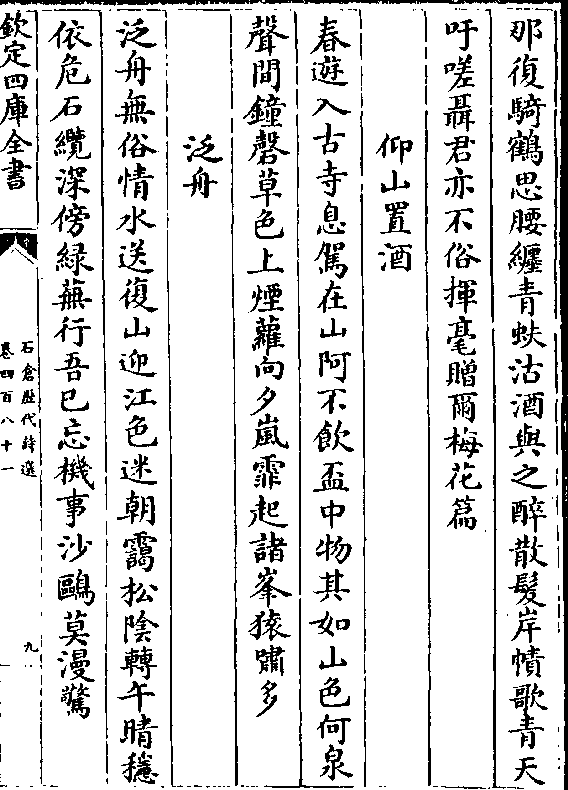 那復騎鶴思腰纏青蚨沽酒與之醉散髮岸幘歌青天
吁嗟聶君亦不俗揮毫贈爾梅花篇
仰山置酒
春遊入古寺息駕在山阿不飲盃中物其如山色何泉
聲間鐘磬草色上煙蘿向夕嵐霏起諸峯猿嘯多
泛舟
泛舟無俗情水送復山迎江色迷朝靄松陰轉午晴穩
依危石纜深傍緑蕪行吾已忘機事沙鷗莫漫驚
欽定四庫全書
石倉歴代詩選
卷四百八十一
九